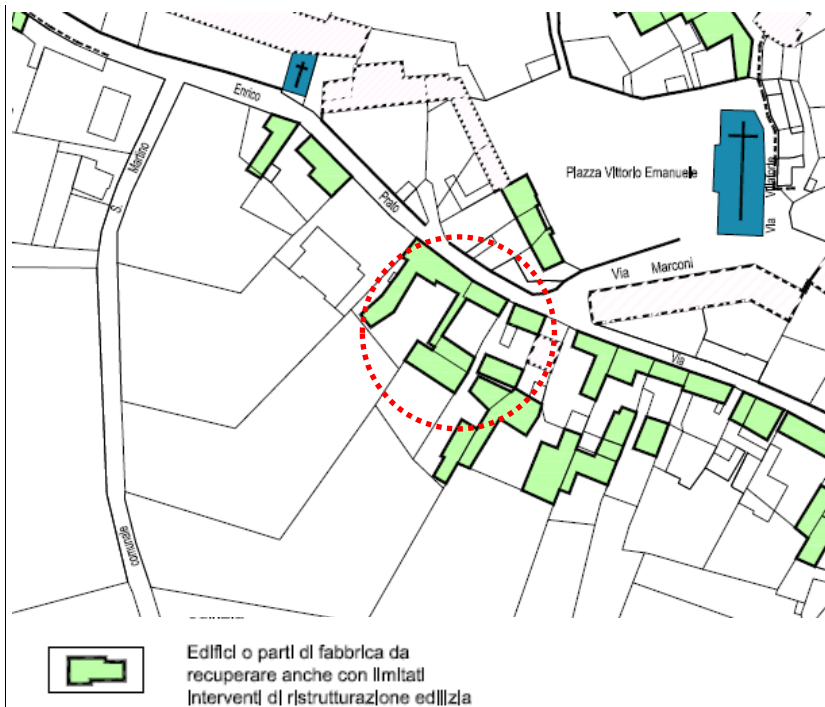 Enrico
Prato
S. Martino
Piazza Vittorio Emanuele
Via
Via Marconi
Via
comunale
Edifici o parti di fabbrica da
recuperare anche con limitati
interventi di ristrutturazione edilizia